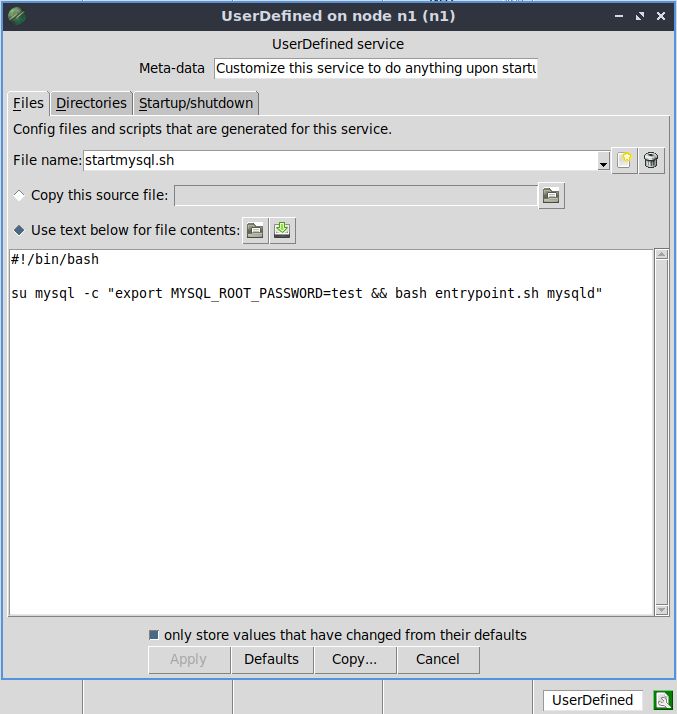 UserDefined on node n1 (n1)
UserDefined service
Meta-data Customize this service to do anything upon startu
Files Directories Startup/shutdown
Config files and scripts that are generated for this service.
File name: startmysql.sh
Copy this source file:
Use text below for file contents:
#!/bin/bash
su mysql -c "export MYSQL_ROOT_PASSWORD=test && bash entrypoint.sh mysqld"
only store values that have changed from their defaults
Apply Defaults Copy... Cancel
UserDefined